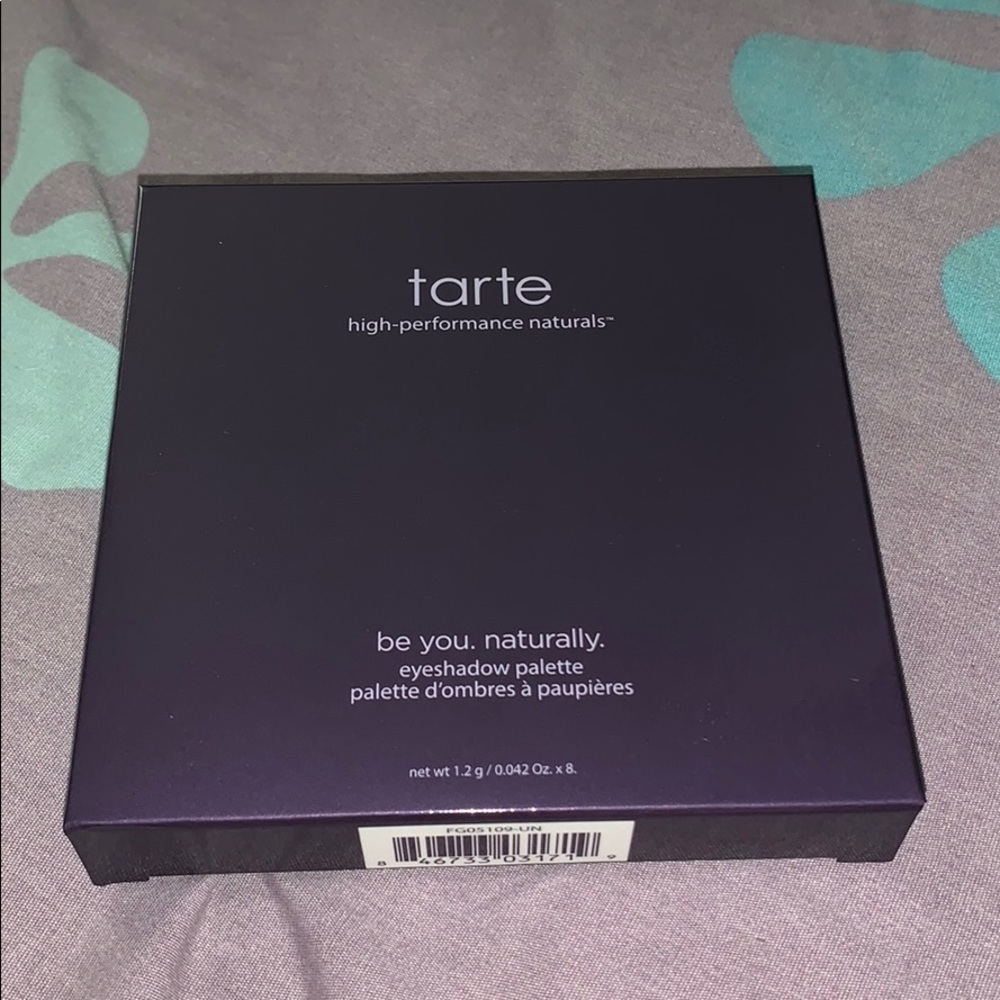 tarte
high-performance naturals™
be you. naturally.
eyeshadow palette
palette d'ombres à paupières
net wt 1.2 g / 0.042 Oz. x 8.
FG05109-UN
8 46733 03171 9